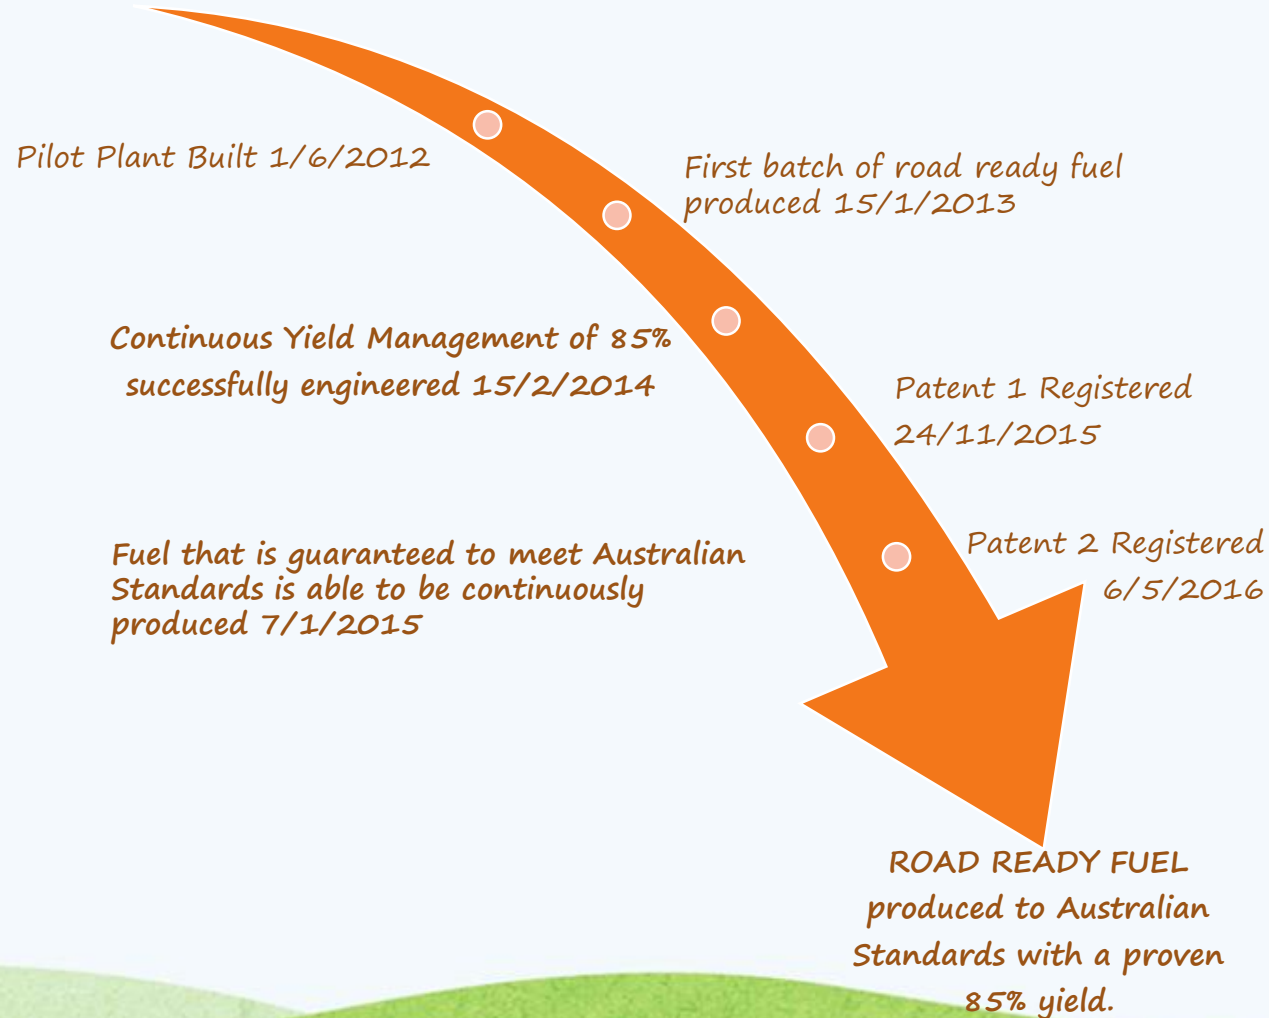 Pilot Plant Built 1/6/2012
First batch of road ready fuel
produced 15/1/2013
Continuous Yield Management of 85%
successfully engineered 15/2/2014
Patent 1 Registered
24/11/2015
Fuel that is guaranteed to meet Australian
Standards is able to be continuously
produced 7/1/2015
Patent 2 Registered
6/5/2016
ROAD READY FUEL
produced to Australian
Standards with a proven
85% yield.